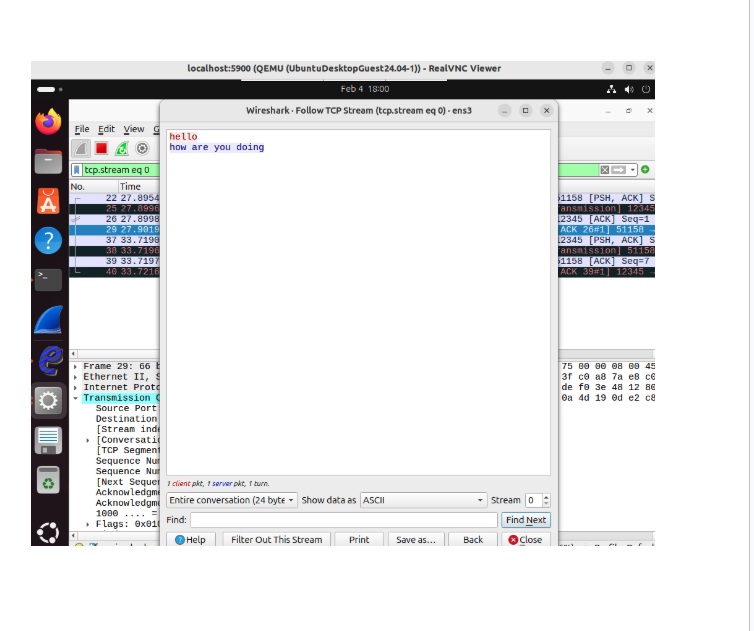 localhost:5900 (QEMU (UbuntuDesktopGuest24.04-1)) - RealVNC Viewer
Feb 4 18:00
Wireshark · Follow TCP Stream (tcp.stream eq 0) · ens3
File Edit View G
tcp.stream eq 0
No. Time
22 27.8954 51158 [PSH, ACK] S
25 27.8996 ansmission] 12345
26 27.8998 12345 [ACK] Seq=1
29 27.9019 ACK 26#1] 51158
37 33.7190 12345 [PSH, ACK] S
38 33.7196 ansmission] 51158
39 33.7197 51158 [ACK] Seq=7
40 33.7216 ACK 39#1] 12345
hello
how are you doing
Frame 29: 66 b 75 00 00 08 00 45
Ethernet II, S 3f c0 a8 7a e8 c0
Internet Proto de f0 3e 48 12 80
Transmission C 0a 4d 19 0d e2 c8
Source Port
Destination
[Stream inde
[Conversatio
[TCP Segment
Sequence Num
Sequence Num
[Next Sequen
Acknowledgme
Acknowledgme
1000 .... =
Flags: 0x010
1 client pkt, 1 server pkt, 1 turn.
Entire conversation (24 byte Show data as ASCII Stream 0
Find: Find Next
Help Filter Out This Stream Print Save as… Back Close